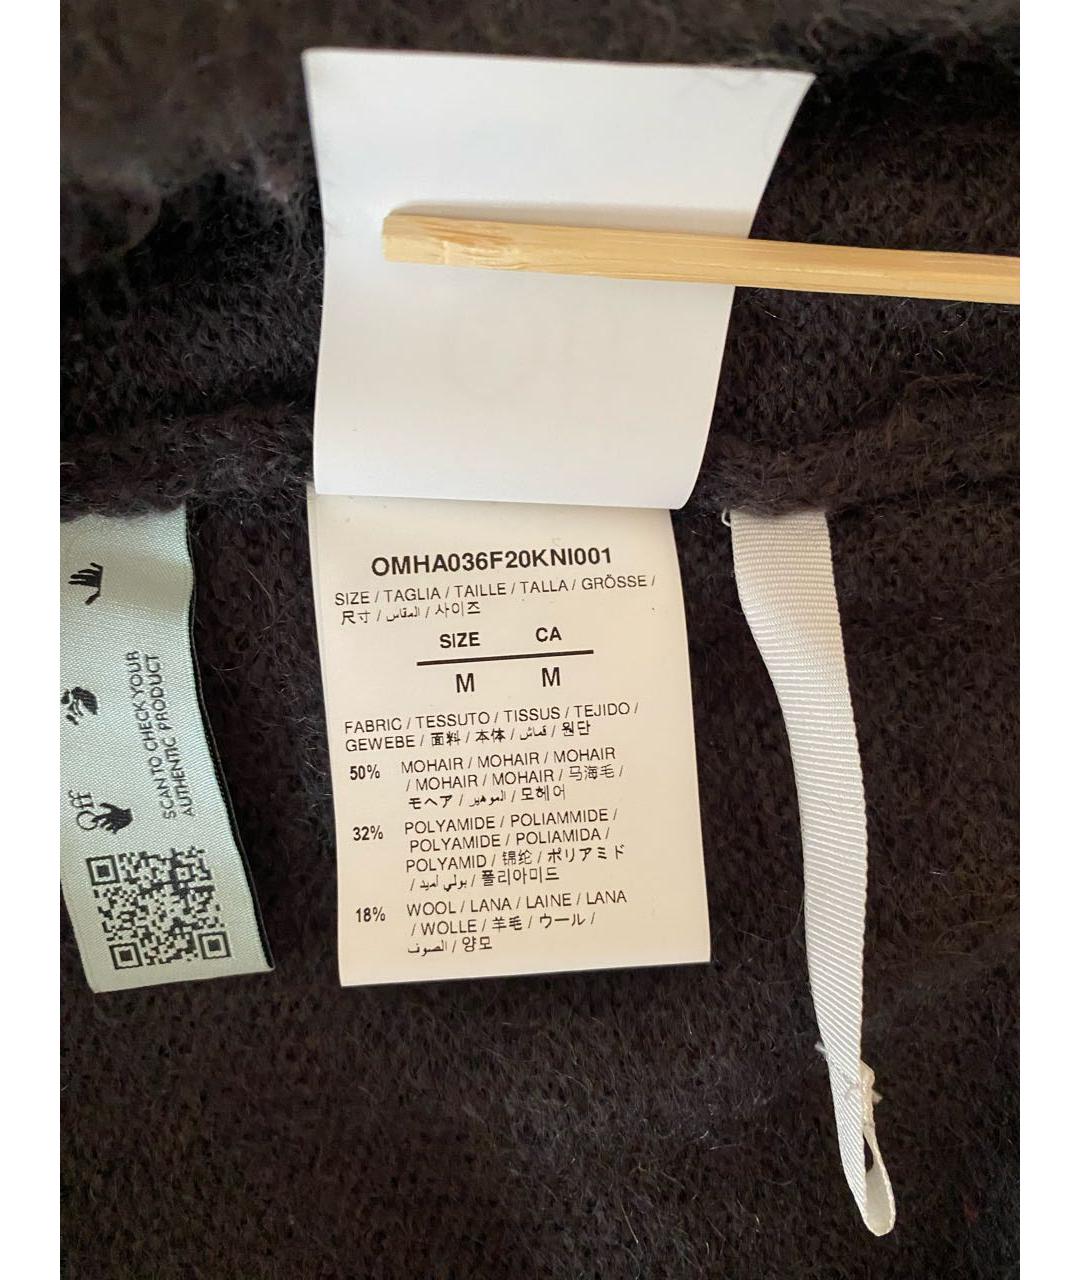 OMHA036F20KNI001
SIZE / TAGLIA / TAILLE / TALLA / GRÖSSE /
尺寸 / المقاس / 사이즈
SIZE CA
M M
FABRIC / TESSUTO / TISSUS / TEJIDO /
GEWEBE / 面料 / 本体 / قماش / 원단
50% MOHAIR / MOHAIR / MOHAIR
/ MOHAIR / MOHAIR / 马海毛 /
モヘア / الموهير / 모헤어
32% POLYAMIDE / POLIAMMIDE /
POLYAMIDE / POLIAMIDA /
POLYAMID / 锦纶 / ポリアミド
/ بولي أميد / 폴리아미드
18% WOOL / LANA / LAINE / LANA
/ WOLLE / 羊毛 / ウール /
الصوف / 양모
Off
SCAN TO CHECK YOUR
AUTHENTIC PRODUCT